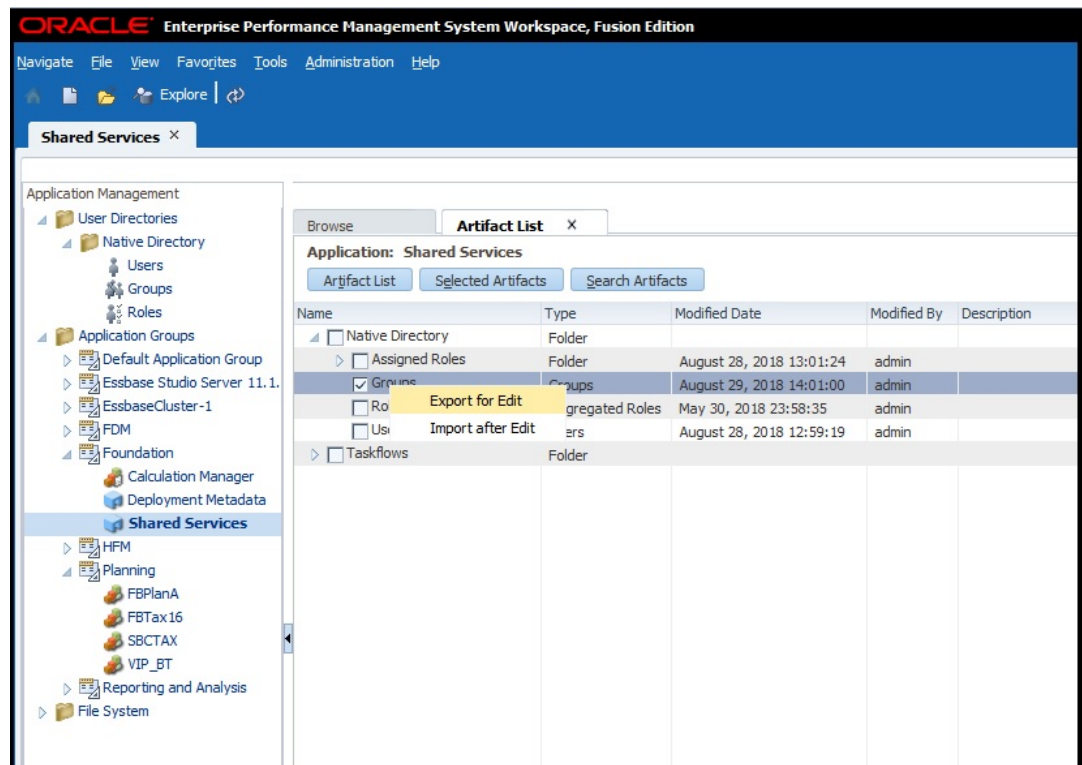 ORACLE Enterprise Performance Management System Workspace, Fusion Edition
Navigate File View Favorites Tools Administration Help
Explore
Shared Services ×
Application Management
User Directories
Native Directory
Users
Groups
Roles
Application Groups
Default Application Group
Essbase Studio Server 11.1.
EssbaseCluster-1
FDM
Foundation
Calculation Manager
Deployment Metadata
Shared Services
HFM
Planning
FBPlanA
FBTax16
SBCTAX
VIP_BT
Reporting and Analysis
File System
Browse Artifact List X
Application: Shared Services
Artifact List Selected Artifacts Search Artifacts
Name Type Modified Date Modified By Description
Native Directory Folder
Assigned Roles Folder August 28, 2018 13:01:24 admin
Groups Groups August 29, 2018 14:01:00 admin
Export for Edit
Ro ggregated Roles May 30, 2018 23:58:35 admin
Import after Edit
Use ers August 28, 2018 12:59:19 admin
Taskflows Folder